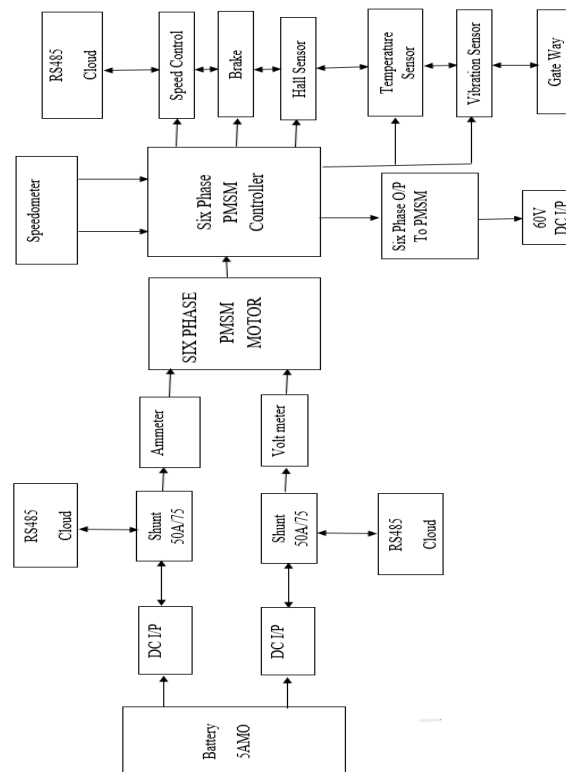 RS485
Cloud
Speed Control
Brake
Hall Sensor
Temperature
Sensor
Vibration Sensor
Gate Way
Speedometer
Six Phase
PMSM
Controller
Six Phase O/P
To PMSM
60V
DC I/P
SIX PHASE
PMSM
MOTOR
Ammeter
Volt meter
RS485
Cloud
Shunt
50A/75
Shunt
50A/75
RS485
Cloud
DC I/P
DC I/P
Battery
5AMO